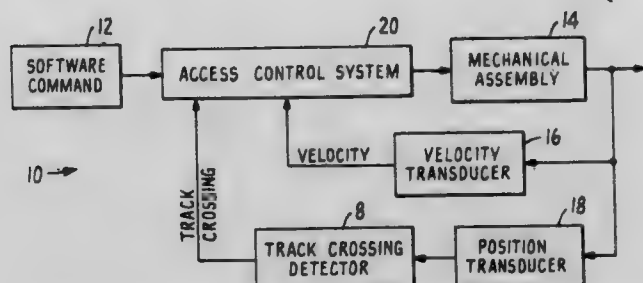 12
SOFTWARE
COMMAND
20
ACCESS CONTROL SYSTEM
14
MECHANICAL
ASSEMBLY
10
TRACK
CROSSING
VELOCITY
16
VELOCITY
TRANSDUCER
8
TRACK CROSSING
DETECTOR
18
POSITION
TRANSDUCER